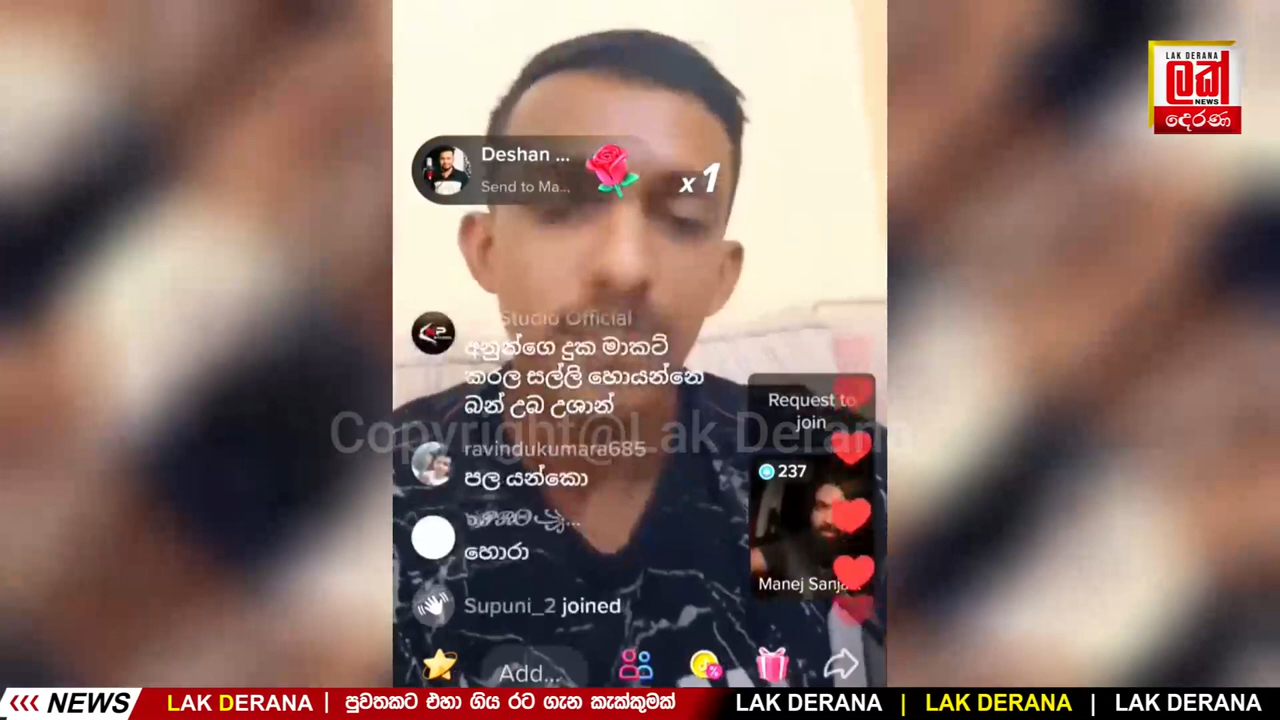 LAK DERANA
ලක්
NEWS
දෙරණ
Deshan ...
Send to Ma...
x1
Studio Official
අනුන්ගෙ දුක මාකට්
කරල සල්ලි හොයන්නෙ
බන් උබ උශාන්
Request to
join
Copyright@Lak Derana
ravindukumara685
පල යන්කො
237
හොරා
Manej Sanja...
Supuni_2 joined
Add...
NEWS
LAK DERANA | පුවතකට එහා ගිය රට ගැන කැක්කුමක්
LAK DERANA | LAK DERANA | LAK DERANA